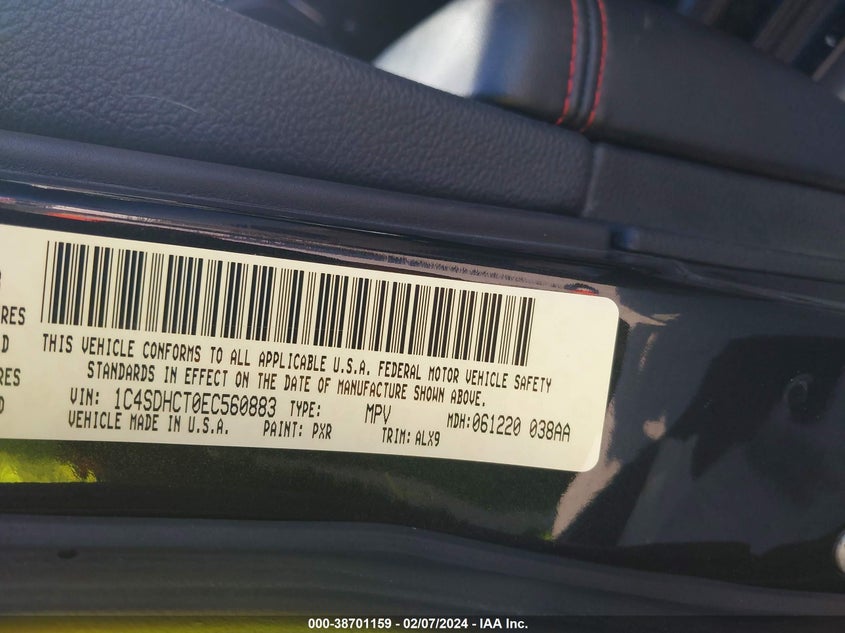 RES
D
RES
D
THIS VEHICLE CONFORMS TO ALL APPLICABLE U.S.A. FEDERAL MOTOR VEHICLE SAFETY
STANDARDS IN EFFECT ON THE DATE OF MANUFACTURE SHOWN ABOVE.
VIN: 1C4SDHCT0EC560883 TYPE: MPV MDH:061220 038AA
VEHICLE MADE IN U.S.A. PAINT: PXR TRIM:ALX9
000-38701159 - 02/07/2024 - IAA Inc.